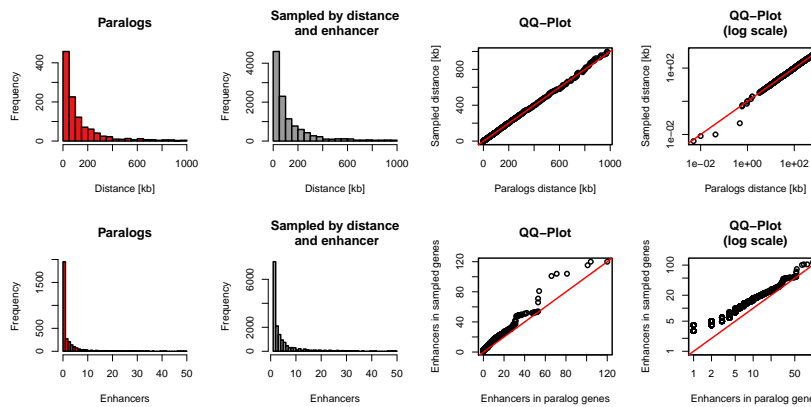 Paralogs
Frequency
0 200 400
0 200 600 1000
Distance [kb]
Sampled by distance
and enhancer
Frequency
0 2000 4000
0 200 600 1000
Distance [kb]
QQ−Plot
Sampled distance [kb]
0 400 800
0 200 600 1000
Paralogs distance [kb]
QQ−Plot
(log scale)
Sampled distance [kb]
1e−02 1e+02
1e−02 1e+00 1e+02
Paralogs distance [kb]
Paralogs
Frequency
0 500 1500
0 10 20 30 40 50
Enhancers
Sampled by distance
and enhancer
Frequency
0 4000
0 10 20 30 40 50
Enhancers
QQ−Plot
Enhancers in sampled genes
0 40 80 120
0 20 40 60 80 120
Enhancers in paralog genes
QQ−Plot
(log scale)
Enhancers in sampled genes
1 5 20 100
1 2 5 10 50
Enhancers in paralog genes